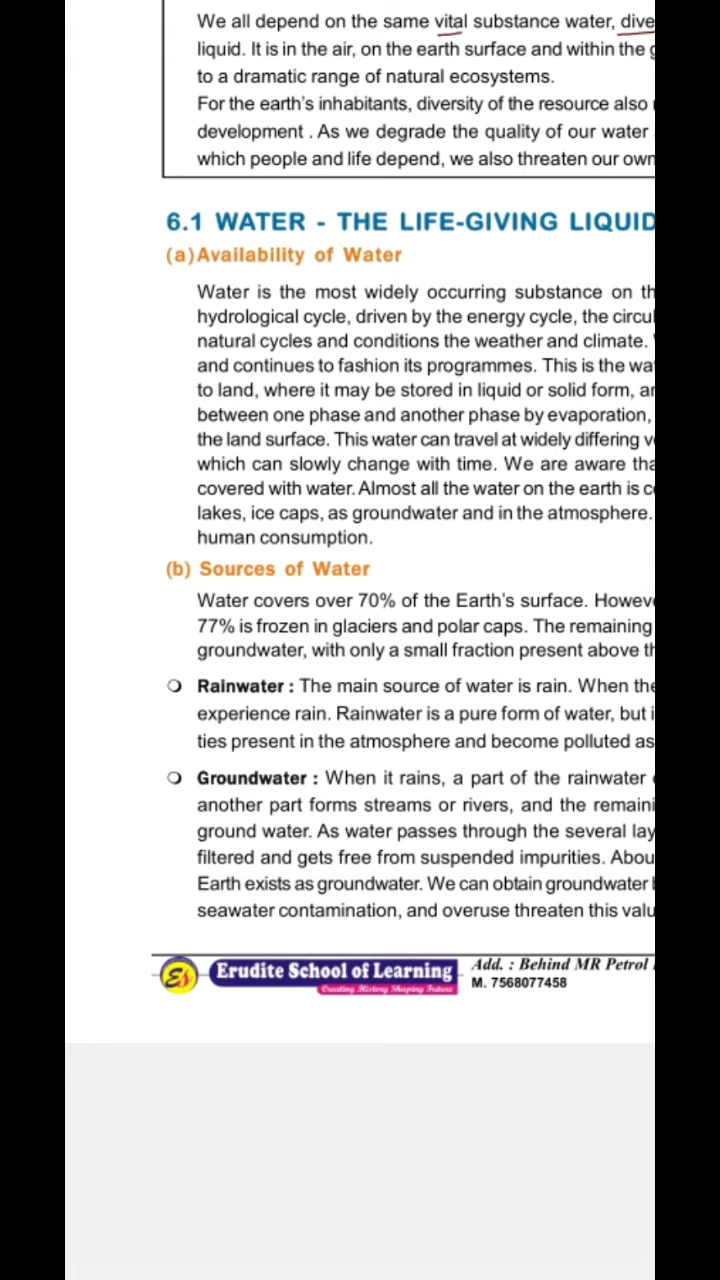 We all depend on the same vital substance water,
liquid. It is in the air, on the earth surface and within the
to a dramatic range of natural ecosystems.
For the earth's inhabitants, diversity of the resource also
development . As we degrade the quality of our water
which people and life depend, we also threaten our own
6.1 WATER - THE LIFE-GIVING LIQUID
(a) Availability of Water
Water is the most widely occurring substance on
hydrological cycle, driven by the energy cycle, the
natural cycles and conditions the weather and climate.
and continues to fashion its programmes. This is the
to land, where it may be stored in liquid or solid form,
between one phase and another phase by evaporation,
the land surface. This water can travel at widely differing
which can slowly change with time. We are aware
covered with water. Almost all the water on the earth is
lakes, ice caps, as groundwater and in the atmosphere.
human consumption.
(b) Sources of Water
Water covers over 70% of the Earth's surface.
77% is frozen in glaciers and polar caps. The remaining
groundwater, with only a small fraction present above
O Rainwater : The main source of water is rain. When
experience rain. Rainwater is a pure form of water, but
ties present in the atmosphere and become polluted as
O Groundwater : When it rains, a part of the rainwater
another part forms streams or rivers, and the
ground water. As water passes through the several
filtered and gets free from suspended impurities.
Earth exists as groundwater. We can obtain groundwater
seawater contamination, and overuse threaten this
Es Erudite School of Learning Add. : Behind MR Petrol
Creating History Shaping Future M. 7568077458